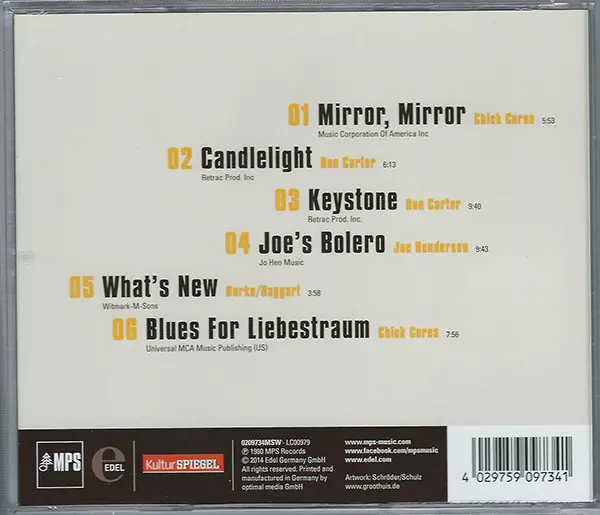 01 Mirror, Mirror Chick Corea 5:53
Music Corporation Of America Inc
02 Candlelight Ron Carter 6:13
Retrac Prod. Inc
03 Keystone Ron Carter 9:40
Retrac Prod. Inc.
04 Joe's Bolero Joe Henderson 9:43
Jo Hen Music
05 What's New Burke/Haggart 3:58
Witmark-M-Sons
06 Blues For Liebestraum Chick Corea 7:56
Universal MCA Music Publishing (US)
MPS
e EDEL
KulturSPIEGEL
0209734MSW · LC00979
℗ 1980 MPS Records
© 2014 Edel Germany GmbH
All rights reserved. Printed and
manufactured in Germany by
optimal media GmbH
www.mps-music.com
www.facebook.com/mpsmusic
www.edel.com
Artwork: Schröder/Schulz
www.groothuis.de
4 029759 097341